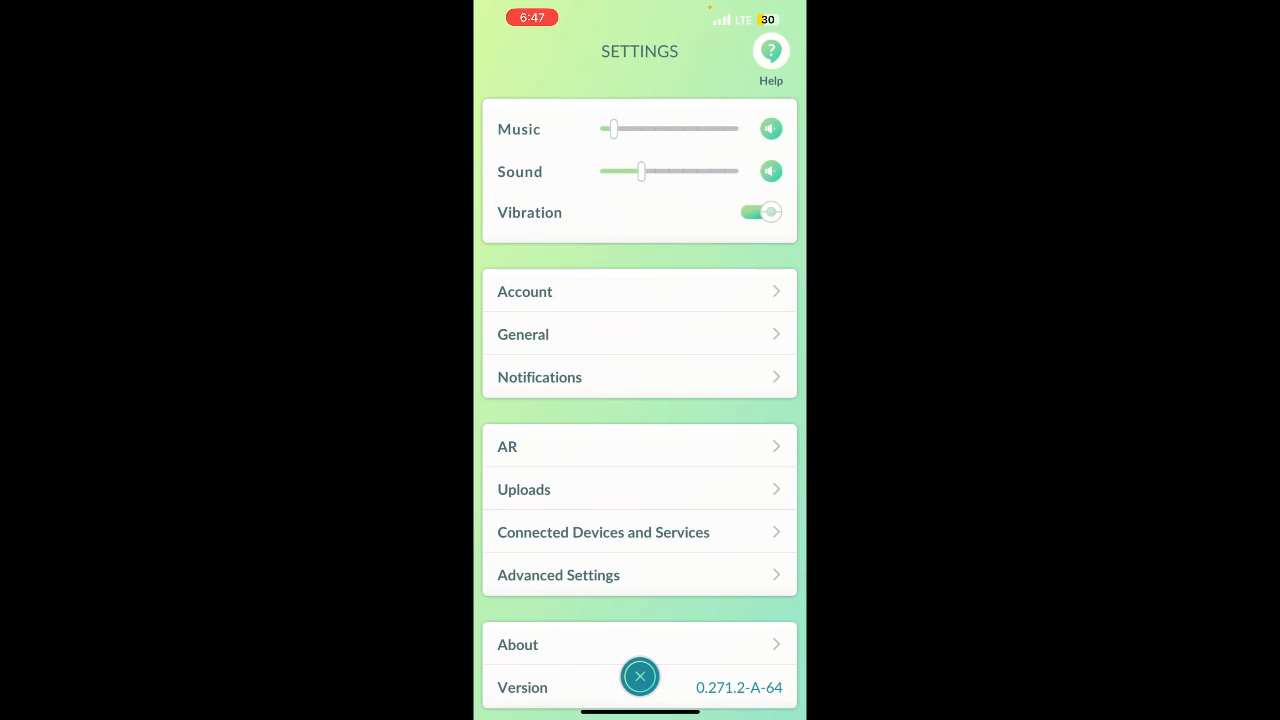 6:47
LTE 30
SETTINGS
?
Help
Music
Sound
Vibration
Account
General
Notifications
AR
Uploads
Connected Devices and Services
Advanced Settings
About
Version 0.271.2-A-64